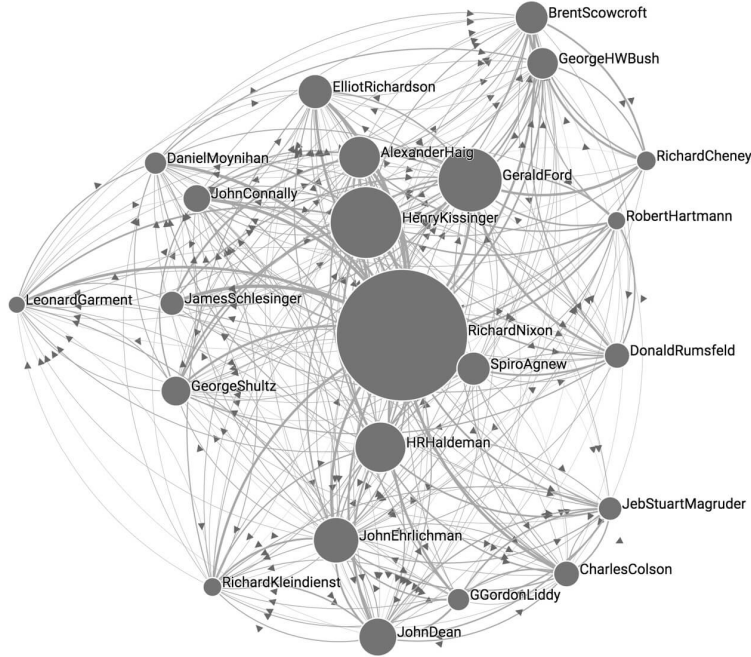 BrentScowcroft
GeorgeHWBush
ElliotRichardson
AlexanderHaig
DanielMoynihan
RichardCheney
GeraldFord
JohnConnally
HenryKissinger
RobertHartmann
LeonardGarment
JamesSchlesinger
RichardNixon
DonaldRumsfeld
SpiroAgnew
GeorgeShultz
HRHaldeman
JebStuartMagruder
JohnEhrlichman
CharlesColson
RichardKleindienst
GGordonLiddy
JohnDean